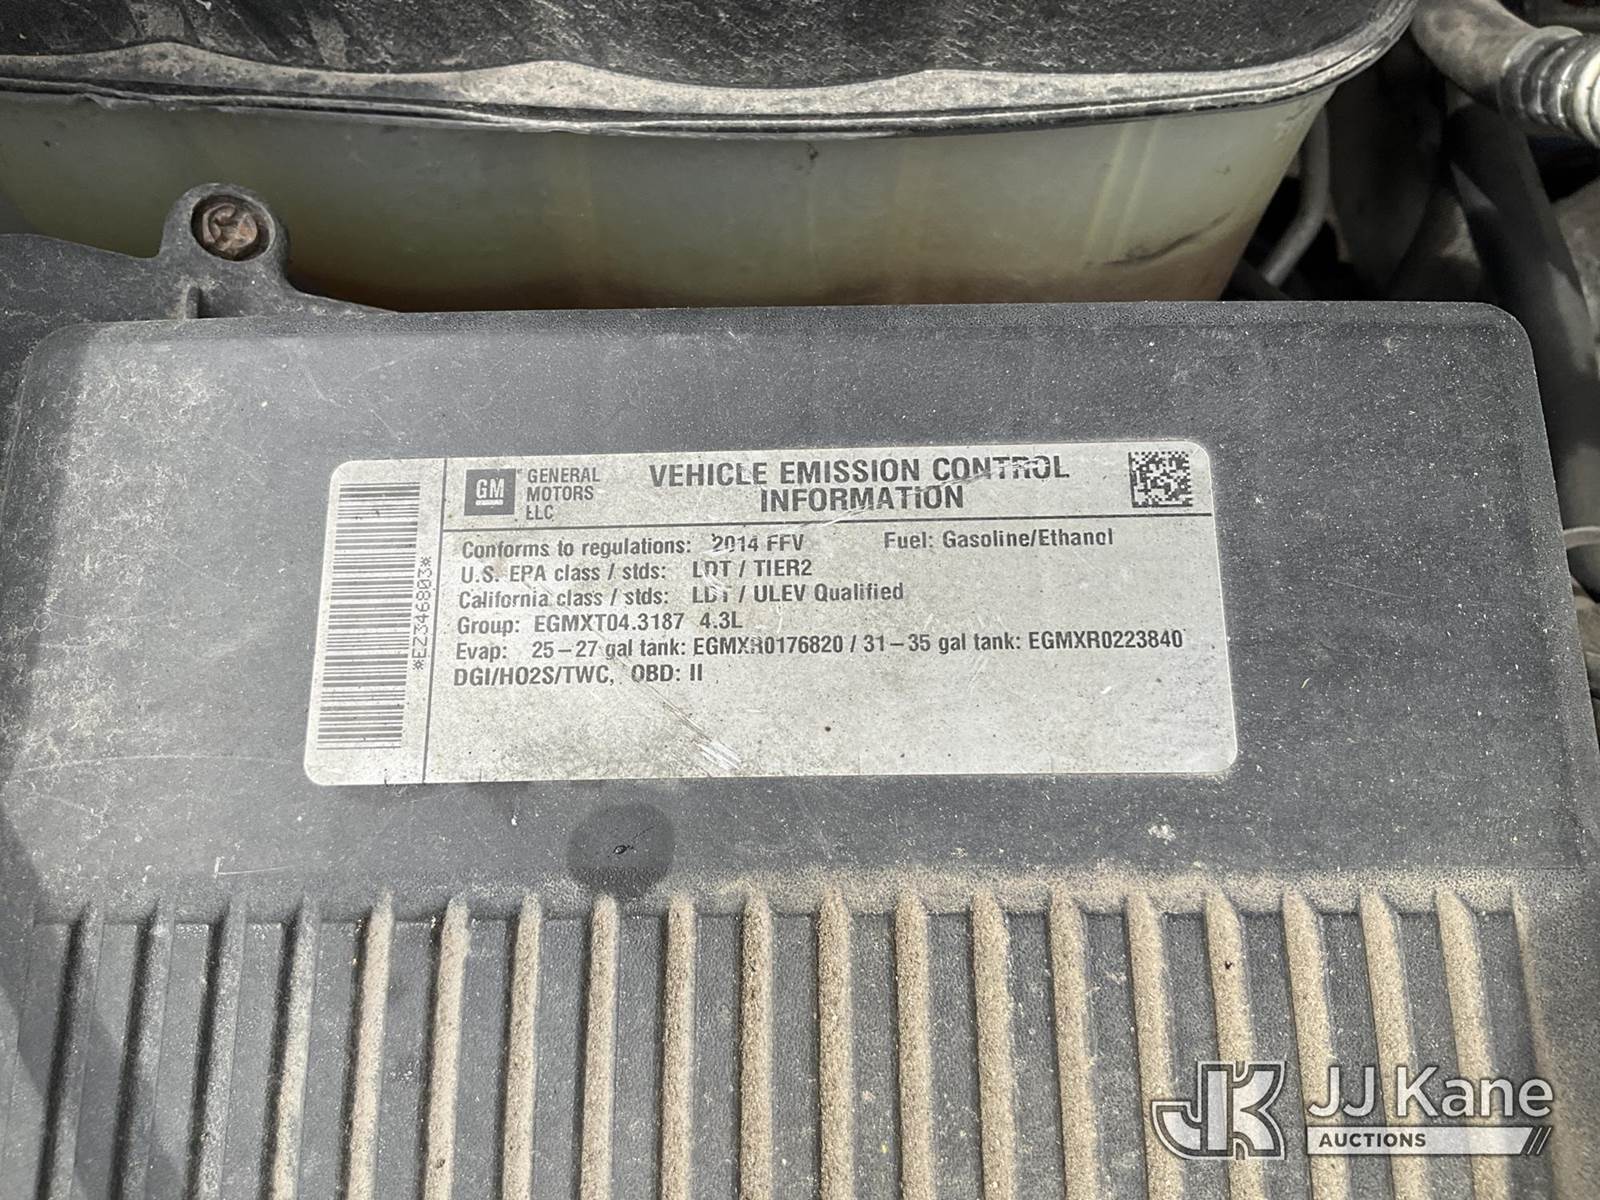 *EZ346803*
GM
GENERAL
MOTORS
LLC
VEHICLE EMISSION CONTROL
INFORMATION
Conforms to regulations: 2014 FFV Fuel: Gasoline/Ethanol
U.S. EPA class / stds: LDT / TIER2
California class / stds: LDT / ULEV Qualified
Group: EGMXT04.3187 4.3L
Evap: 25-27 gal tank: EGMXR0176820 / 31-35 gal tank: EGMXR0223840
DGI/HO2S/TWC, OBD: II
JK JJ Kane
AUCTIONS